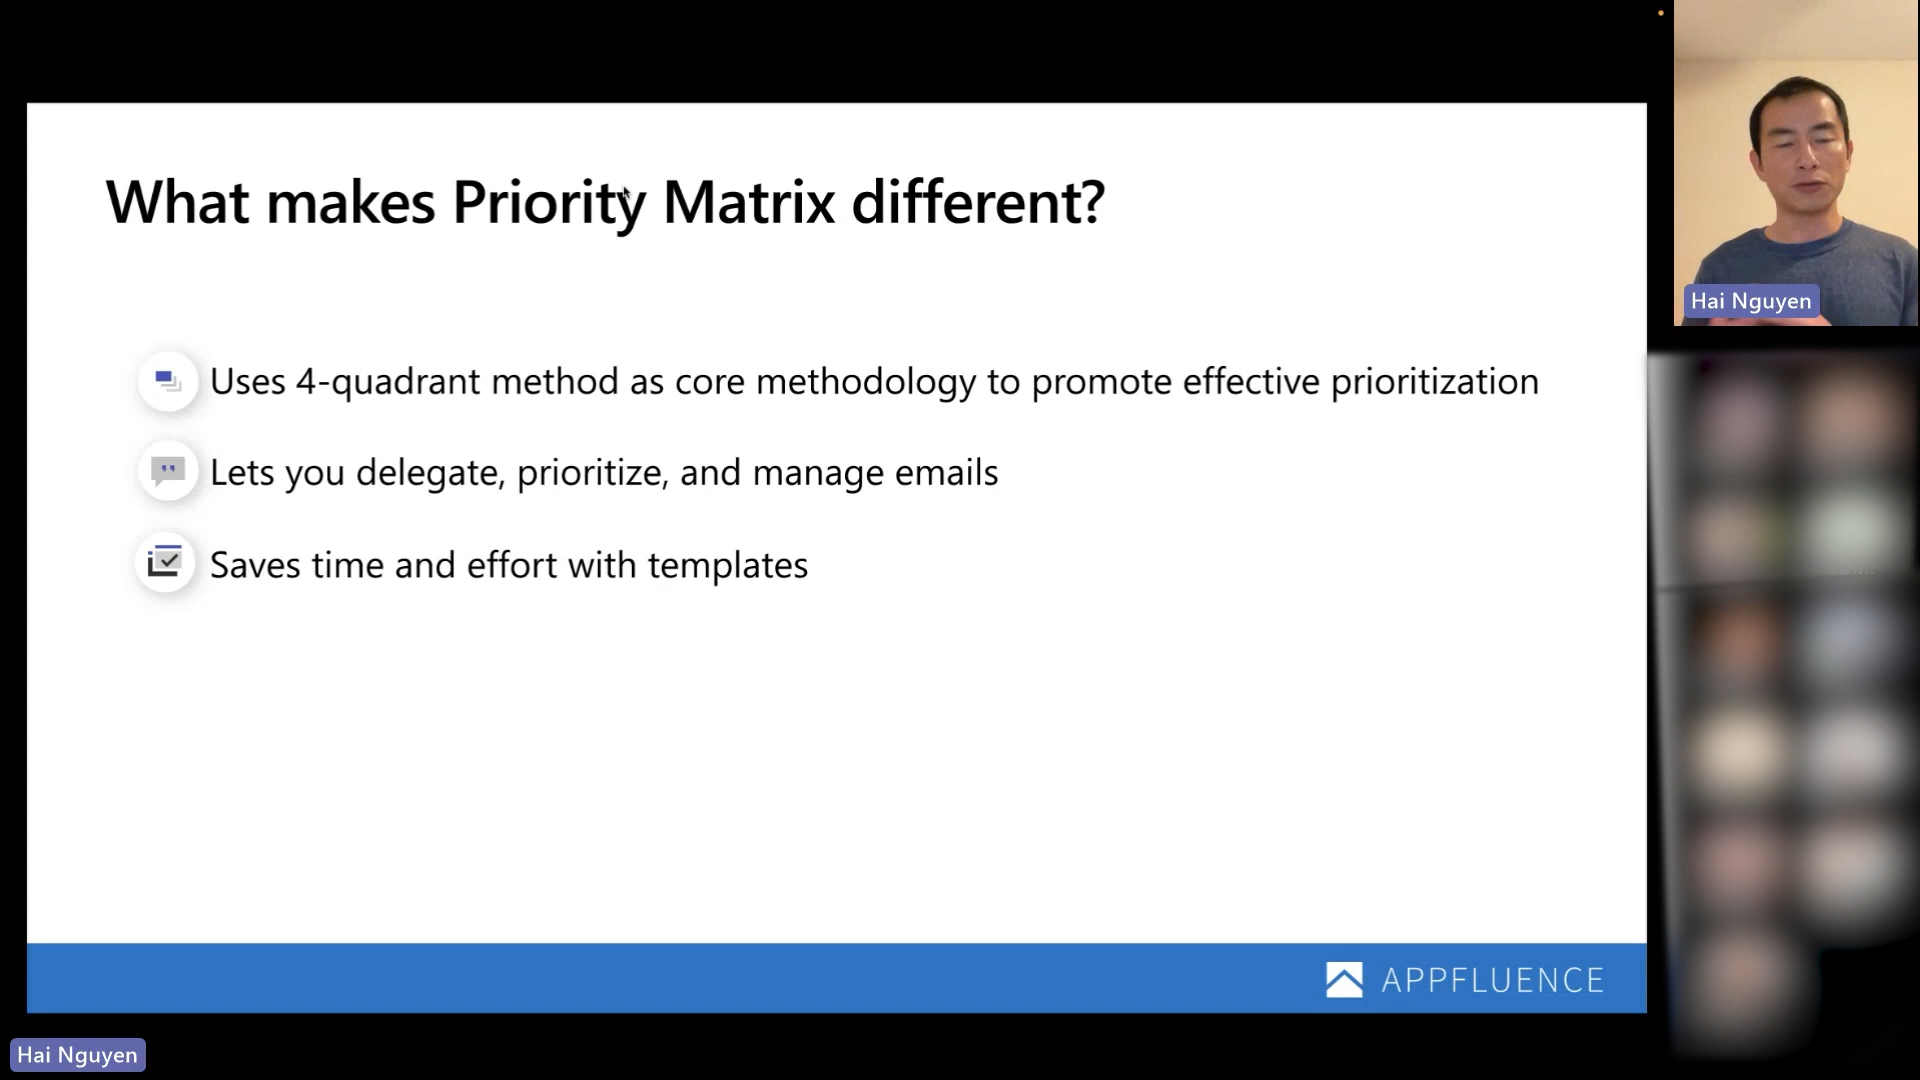 What makes Priority Matrix different?
Uses 4-quadrant method as core methodology to promote effective prioritization
Lets you delegate, prioritize, and manage emails
Saves time and effort with templates
APPFLUENCE
Hai Nguyen
Hai Nguyen